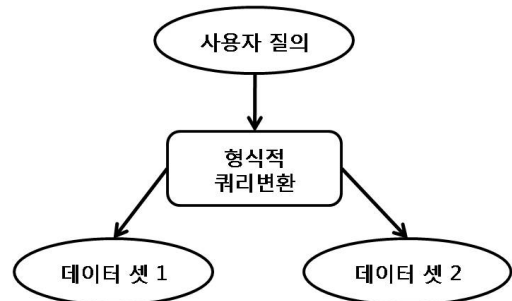 사용자 질의
형식적
쿼리변환
데이터 셋 1
데이터 셋 2